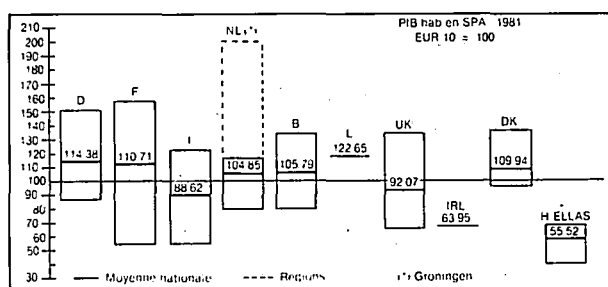 PIB hab en SPA 1981
EUR 10 = 100
210
200
190
180
170
160
150
140
130
120
110
100
90
80
70
60
50
40
30
D
114.38
F
110.71
I
88.62
NL (*)
104.85
B
105.79
L
122.65
UK
92.07
IRL
63.95
DK
109.94
H ELLAS
55.52
Moyenne nationale
Regions
(*) Groningen